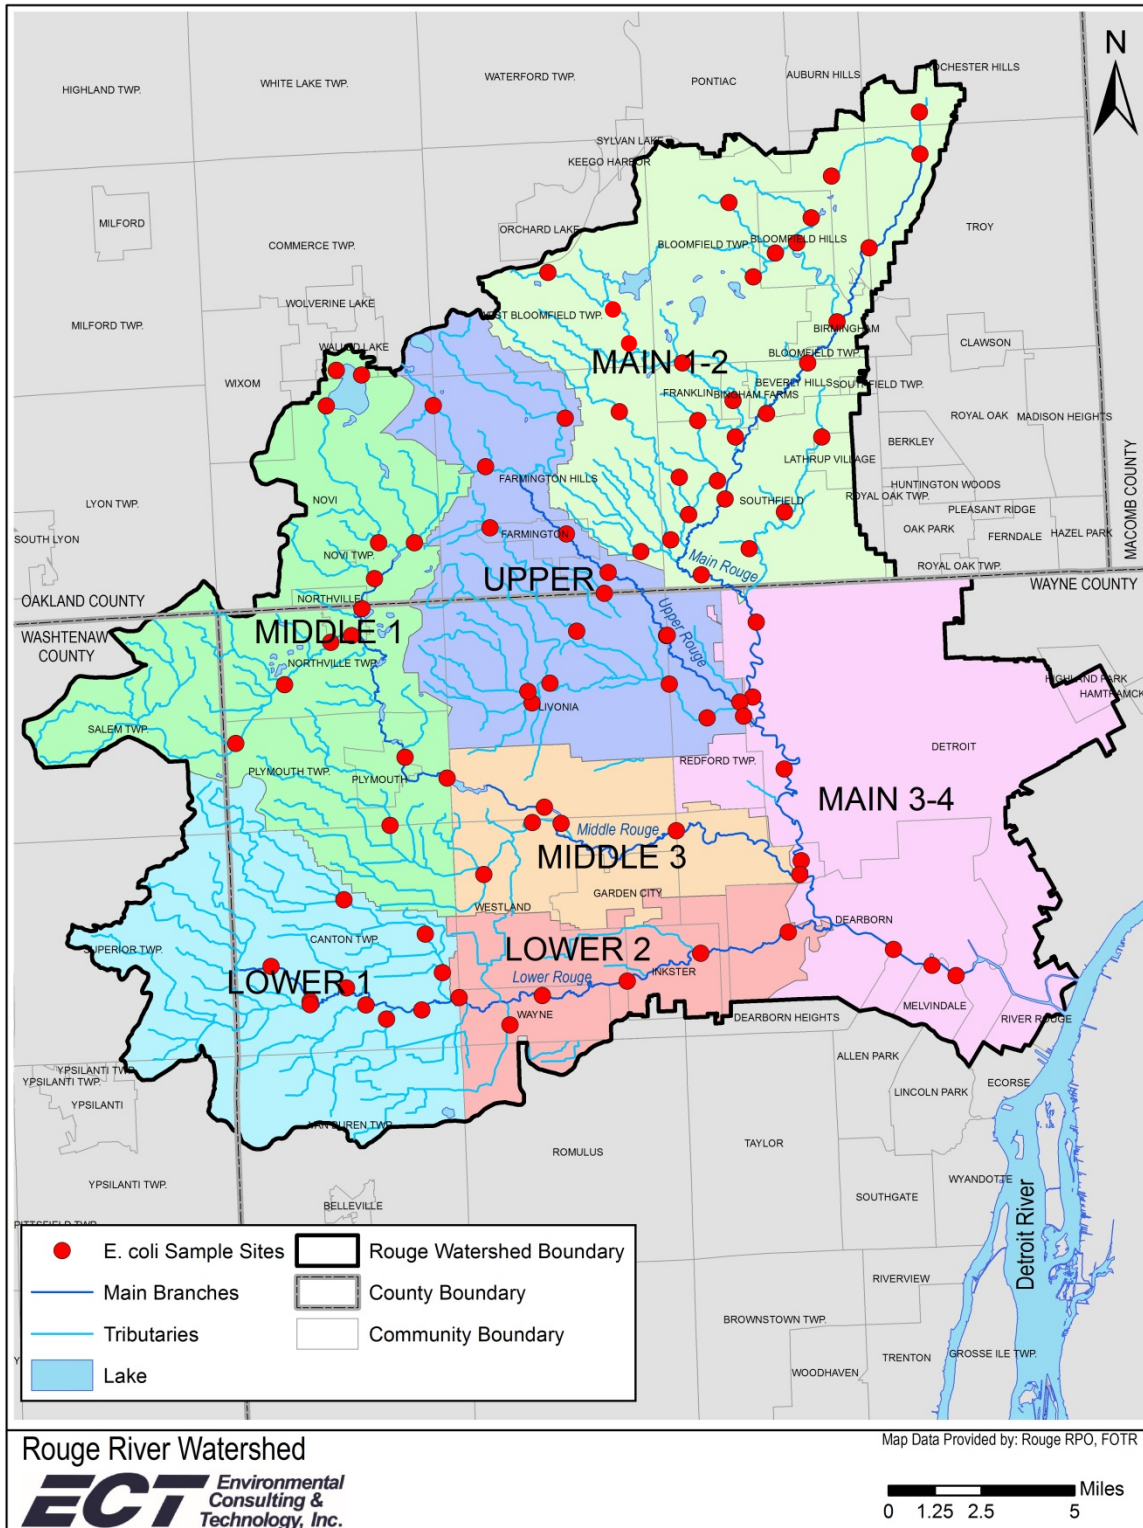 N
ROCHESTER HILLS
AUBURN HILLS
PONTIAC
WATERFORD TWP.
WHITE LAKE TWP.
HIGHLAND TWP.
SYLVAN LAKE
KEEGO HARBOR
MILFORD
ORCHARD LAKE
TROY
COMMERCE TWP.
BLOOMFIELD TWP.
BLOOMFIELD HILLS
WOLVERINE LAKE
WEST BLOOMFIELD TWP.
MILFORD TWP.
BIRMINGHAM
WALLED LAKE
CLAWSON
BLOOMFIELD TWP.
MAIN 1-2
WIXOM
BEVERLY HILLS
SOUTHFIELD TWP.
FRANKLIN
BINGHAM FARMS
ROYAL OAK
MADISON HEIGHTS
BERKLEY
LATHRUP VILLAGE
FARMINGTON HILLS
HUNTINGTON WOODS
ROYAL OAK TWP.
NOVI
SOUTHFIELD
LYON TWP.
PLEASANT RIDGE
OAK PARK
FERNDALE
HAZEL PARK
MACOMB COUNTY
SOUTH LYON
FARMINGTON
NOVI TWP.
Main Rouge
ROYAL OAK TWP.
UPPER
WAYNE COUNTY
OAKLAND COUNTY
NORTHVILLE
WASHTENAW
COUNTY
MIDDLE 1
Upper Rouge
NORTHVILLE TWP.
HIGHLAND PARK
HAMTRAMCK
LIVONIA
SALEM TWP.
DETROIT
REDFORD TWP.
PLYMOUTH TWP.
PLYMOUTH
MAIN 3-4
Middle Rouge
MIDDLE 3
GARDEN CITY
WESTLAND
DEARBORN
CANTON TWP.
SUPERIOR TWP.
LOWER 2
LOWER 1
Lower Rouge
INKSTER
MELVINDALE
WAYNE
DEARBORN HEIGHTS
RIVER ROUGE
ALLEN PARK
YPSILANTI TWP.
YPSILANTI TWP.
ECORSE
LINCOLN PARK
YPSILANTI
VAN BUREN TWP.
TAYLOR
ROMULUS
WYANDOTTE
YPSILANTI TWP.
SOUTHGATE
BELLEVILLE
PITTSFIELD TWP.
Detroit River
RIVERVIEW
BROWNSTOWN TWP.
GROSSE ILE TWP.
TRENTON
WOODHAVEN
E. coli Sample Sites
Rouge Watershed Boundary
Main Branches
County Boundary
Tributaries
Community Boundary
Lake
Rouge River Watershed
Map Data Provided by: Rouge RPO, FOTR
ECT
Environmental
Consulting &
Technology, Inc.
Miles
0 1.25 2.5 5